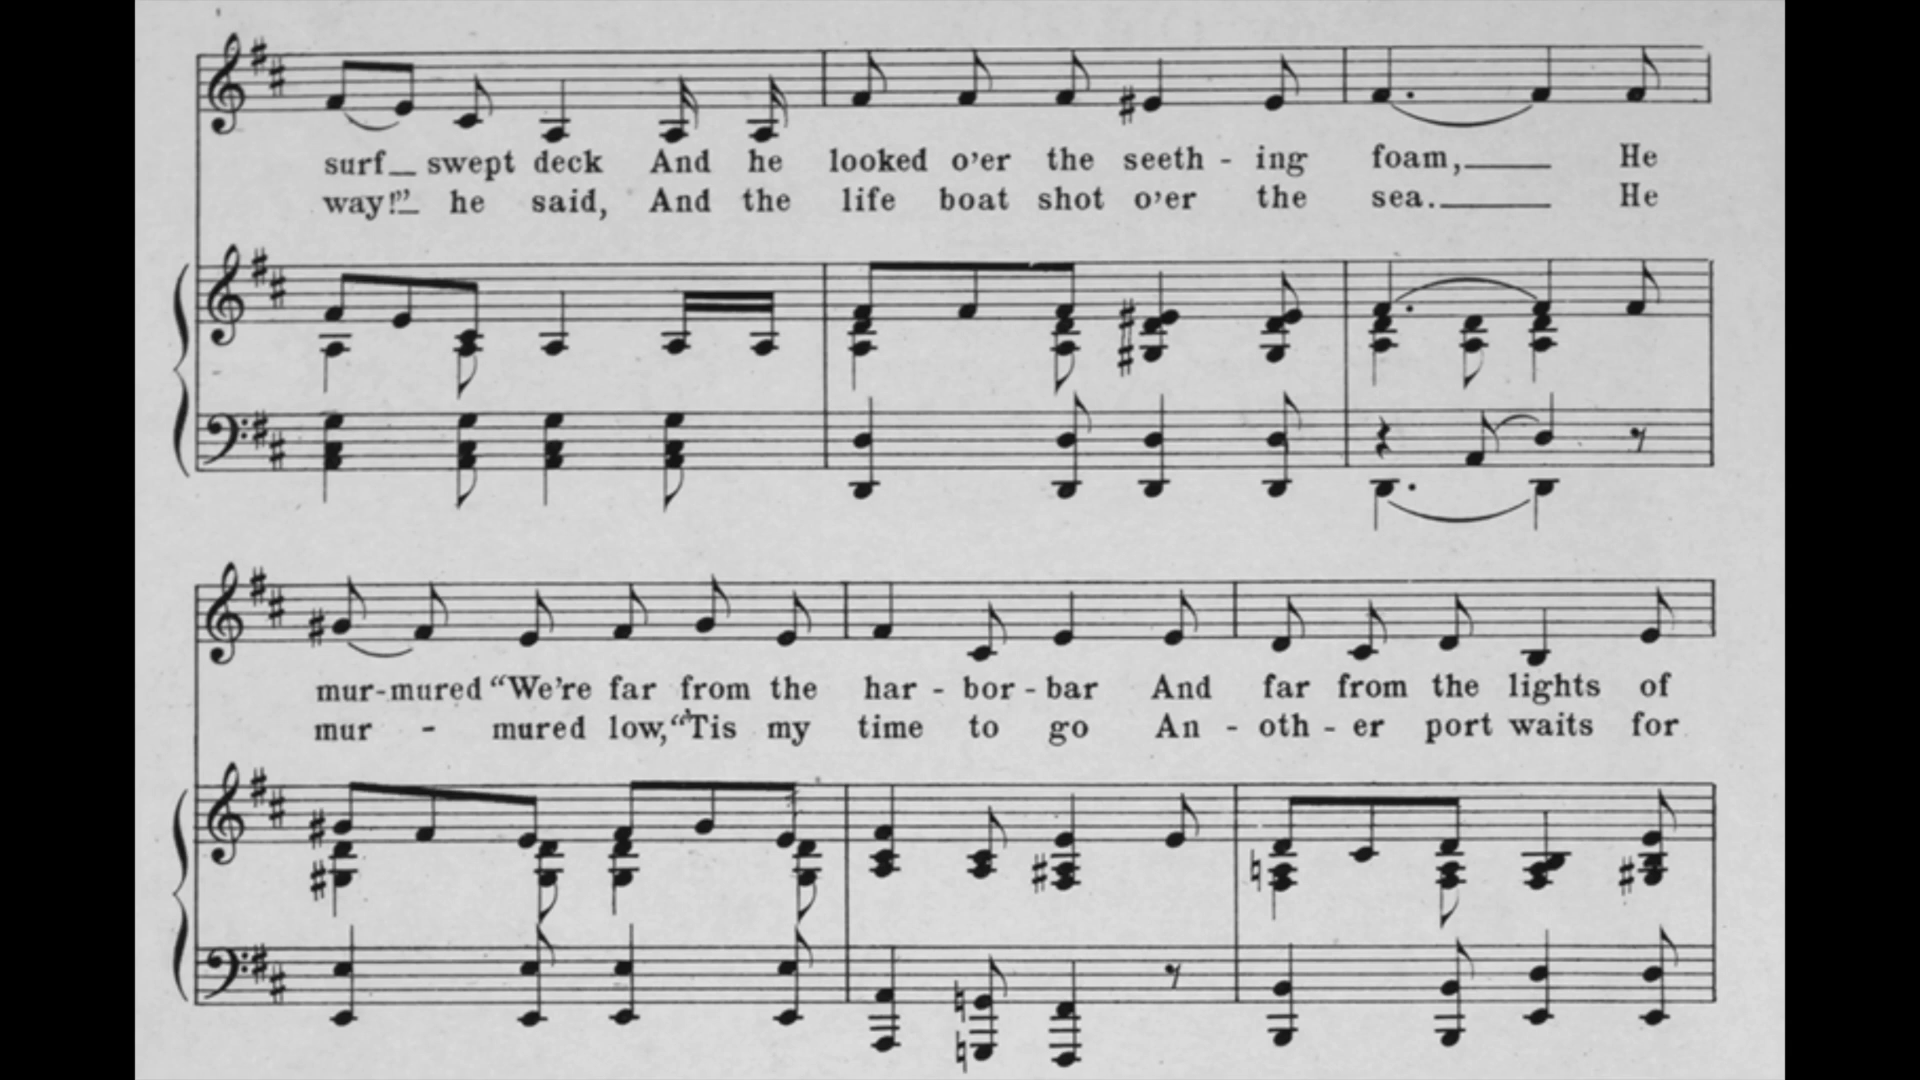 surf_ swept deck And he looked o'er the seeth - ing foam,____ He
way!"_ he said, And the life boat shot o'er the sea.____ He
mur-mured "We're far from the har - bor - bar And far from the lights of
mur - mured low, "'Tis my time to go An - oth - er port waits for